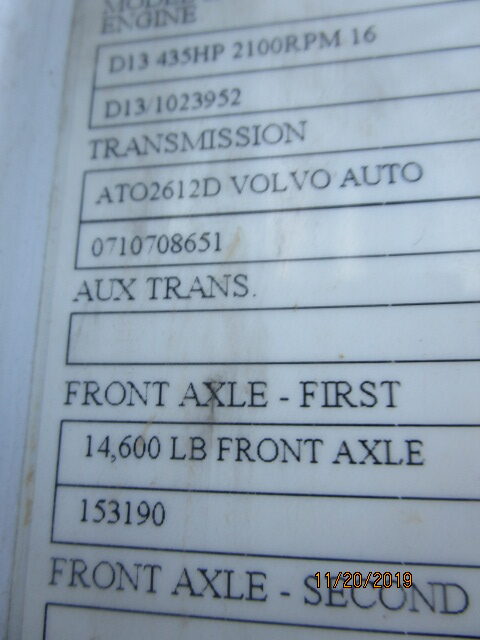 MODEL
ENGINE
D13 435HP 2100RPM 16
D13/1023952
TRANSMISSION
ATO2612D VOLVO AUTO
0710708651
AUX TRANS.
FRONT AXLE - FIRST
14,600 LB FRONT AXLE
153190
FRONT AXLE - SECOND
11/20/2019